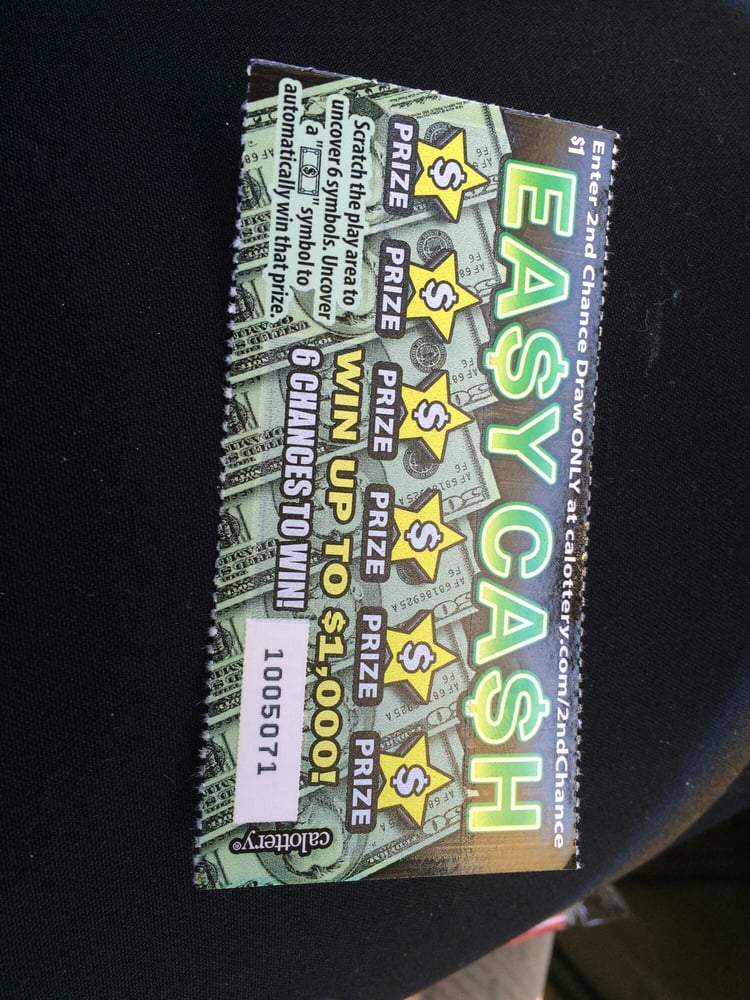 Enter 2nd Chance Draw ONLY at calottery.com/2ndChance
$1
EA$Y CA$H
$ $ $ $ $ $
PRIZE PRIZE PRIZE PRIZE PRIZE PRIZE
Scratch the play area to
uncover 6 symbols. Uncover
a " " symbol to
automatically win that prize.
WIN UP TO $1,000!
6 CHANCES TO WIN!
1005071
calottery®